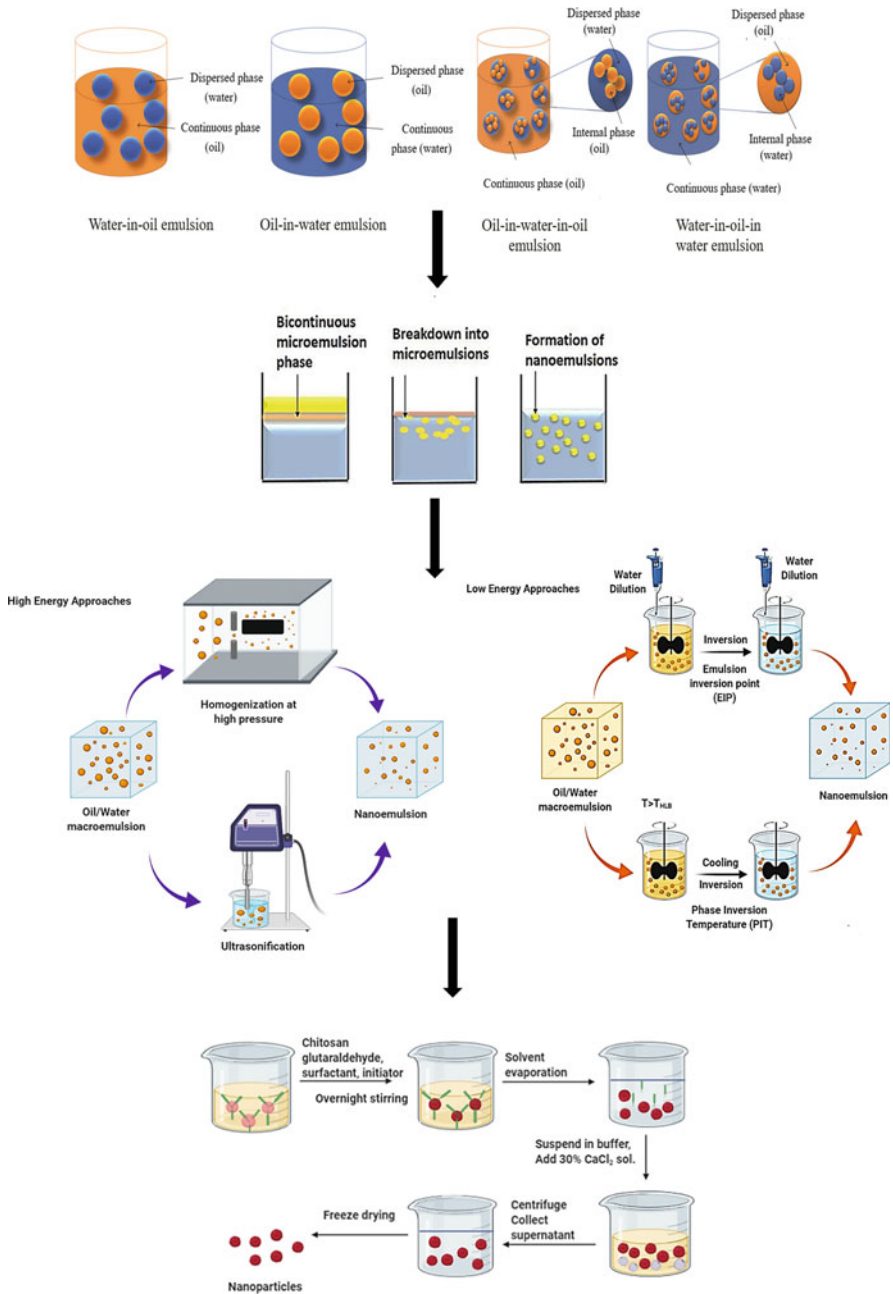 Dispersed phase
(water)
Continuous phase
(oil)
Water-in-oil emulsion
Dispersed phase
(oil)
Continuous
phase (water)
Oil-in-water emulsion
Dispersed phase
(water)
Internal phase
(oil)
Continuous phase (oil)
Oil-in-water-in-oil
emulsion
Dispersed phase
(oil)
Internal phase
(water)
Continuous phase (water)
Water-in-oil-in
water emulsion
Bicontinuous
microemulsion
phase
Breakdown into
microemulsions
Formation of
nanoemulsions
High Energy Approaches
Homogenization at
high pressure
Oil/Water
macroemulsion
Nanoemulsion
Ultrasonification
Low Energy Approaches
Water
Dilution
Water
Dilution
Inversion
Emulsion
inversion point
(EIP)
Oil/Water
macroemulsion
Nanoemulsion
T>THLB
Cooling
Inversion
Phase Inversion
Temperature (PIT)
Chitosan
glutaraldehyde,
surfactant, initiator
Overnight stirring
Solvent
evaporation
Suspend in buffer,
Add 30% CaCl₂ sol.
Centrifuge
Collect
supernatant
Freeze drying
Nanoparticles